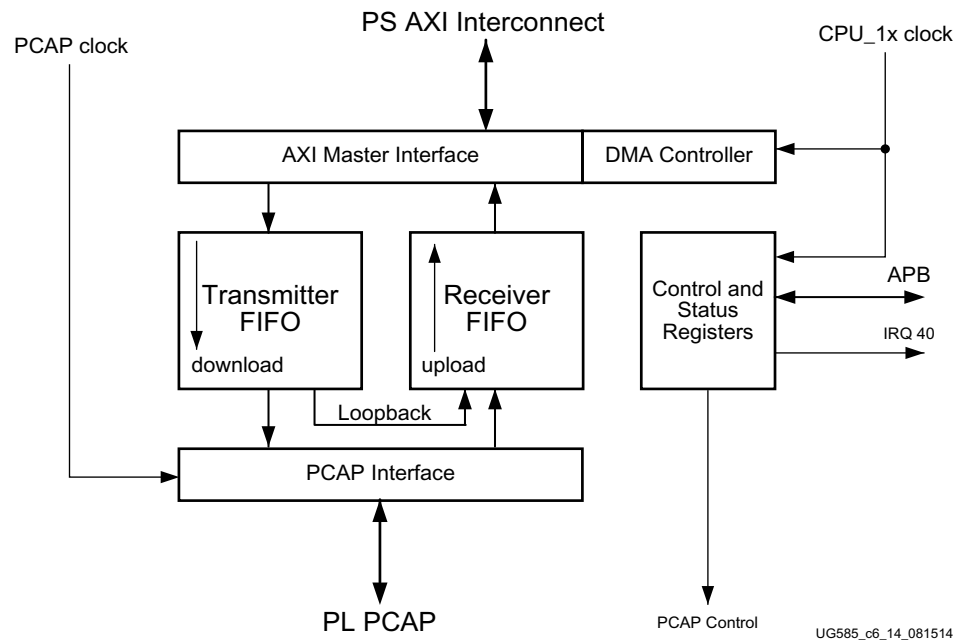 PS AXI Interconnect
PCAP clock
CPU_1x clock
AXI Master Interface
DMA Controller
Transmitter
FIFO
download
Receiver
FIFO
upload
Control and
Status
Registers
APB
IRQ 40
Loopback
PCAP Interface
PL PCAP
PCAP Control
UG585_c6_14_081514